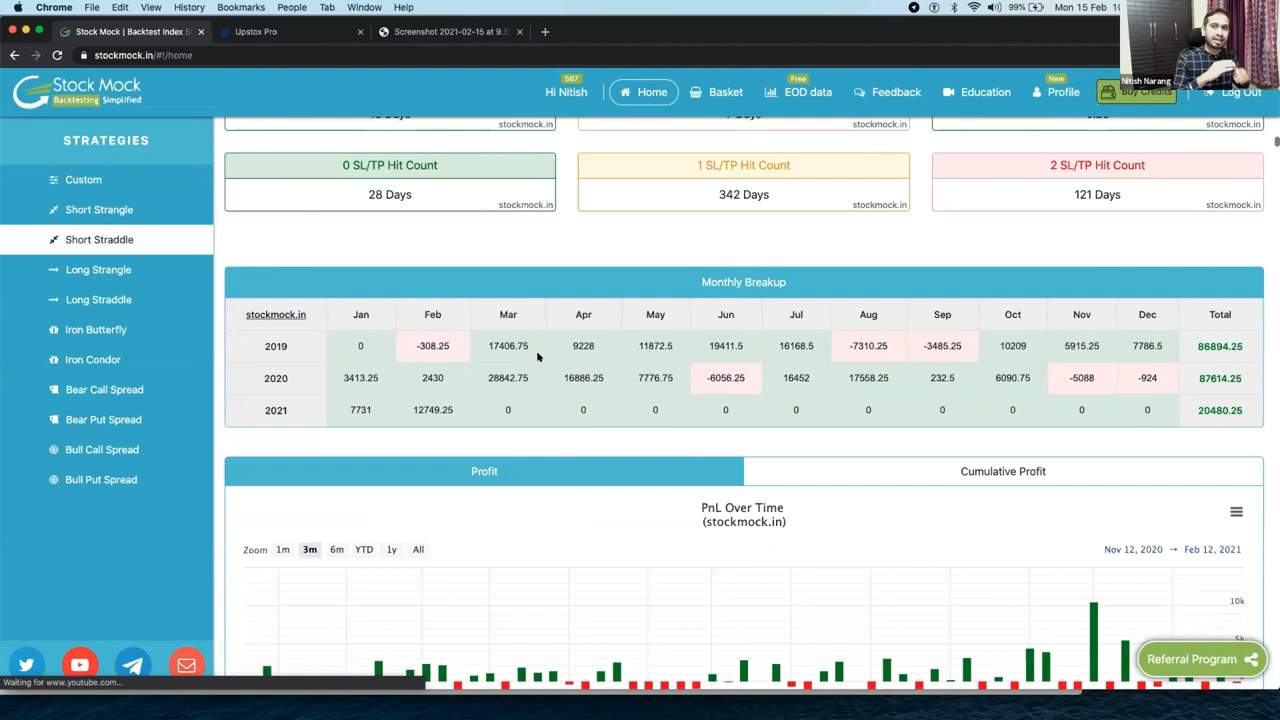 Chrome File Edit View History Bookmarks People Tab Window Help 99% Mon 15 Feb
Stock Mock | Backtest Index S
Upstox Pro
Screenshot 2021-02-15 at 9.3
stockmock.in/#!/home
Nitish Narang
Stock Mock
Backtesting Simplified
567
Hi Nitish
Home
Basket
Free
EOD data
Feedback
Education
New
Profile
Buy Credits
Log Out
STRATEGIES
Custom
Short Strangle
Short Straddle
Long Strangle
Long Straddle
Iron Butterfly
Iron Condor
Bear Call Spread
Bear Put Spread
Bull Call Spread
Bull Put Spread
stockmock.in
stockmock.in
stockmock.in
0 SL/TP Hit Count
28 Days
stockmock.in
1 SL/TP Hit Count
342 Days
stockmock.in
2 SL/TP Hit Count
121 Days
stockmock.in
Monthly Breakup
stockmock.in Jan Feb Mar Apr May Jun Jul Aug Sep Oct Nov Dec Total
2019 0 -308.25 17406.75 9228 11872.5 19411.5 16168.5 -7310.25 -3485.25 10209 5915.25 7786.5 86894.25
2020 3413.25 2430 28842.75 16886.25 7776.75 -6056.25 16452 17558.25 232.5 6090.75 -5088 -924 87614.25
2021 7731 12749.25 0 0 0 0 0 0 0 0 0 0 20480.25
Profit
Cumulative Profit
PnL Over Time
(stockmock.in)
Zoom 1m 3m 6m YTD 1y All
Nov 12, 2020 → Feb 12, 2021
10k
Referral Program
Waiting for www.youtube.com...